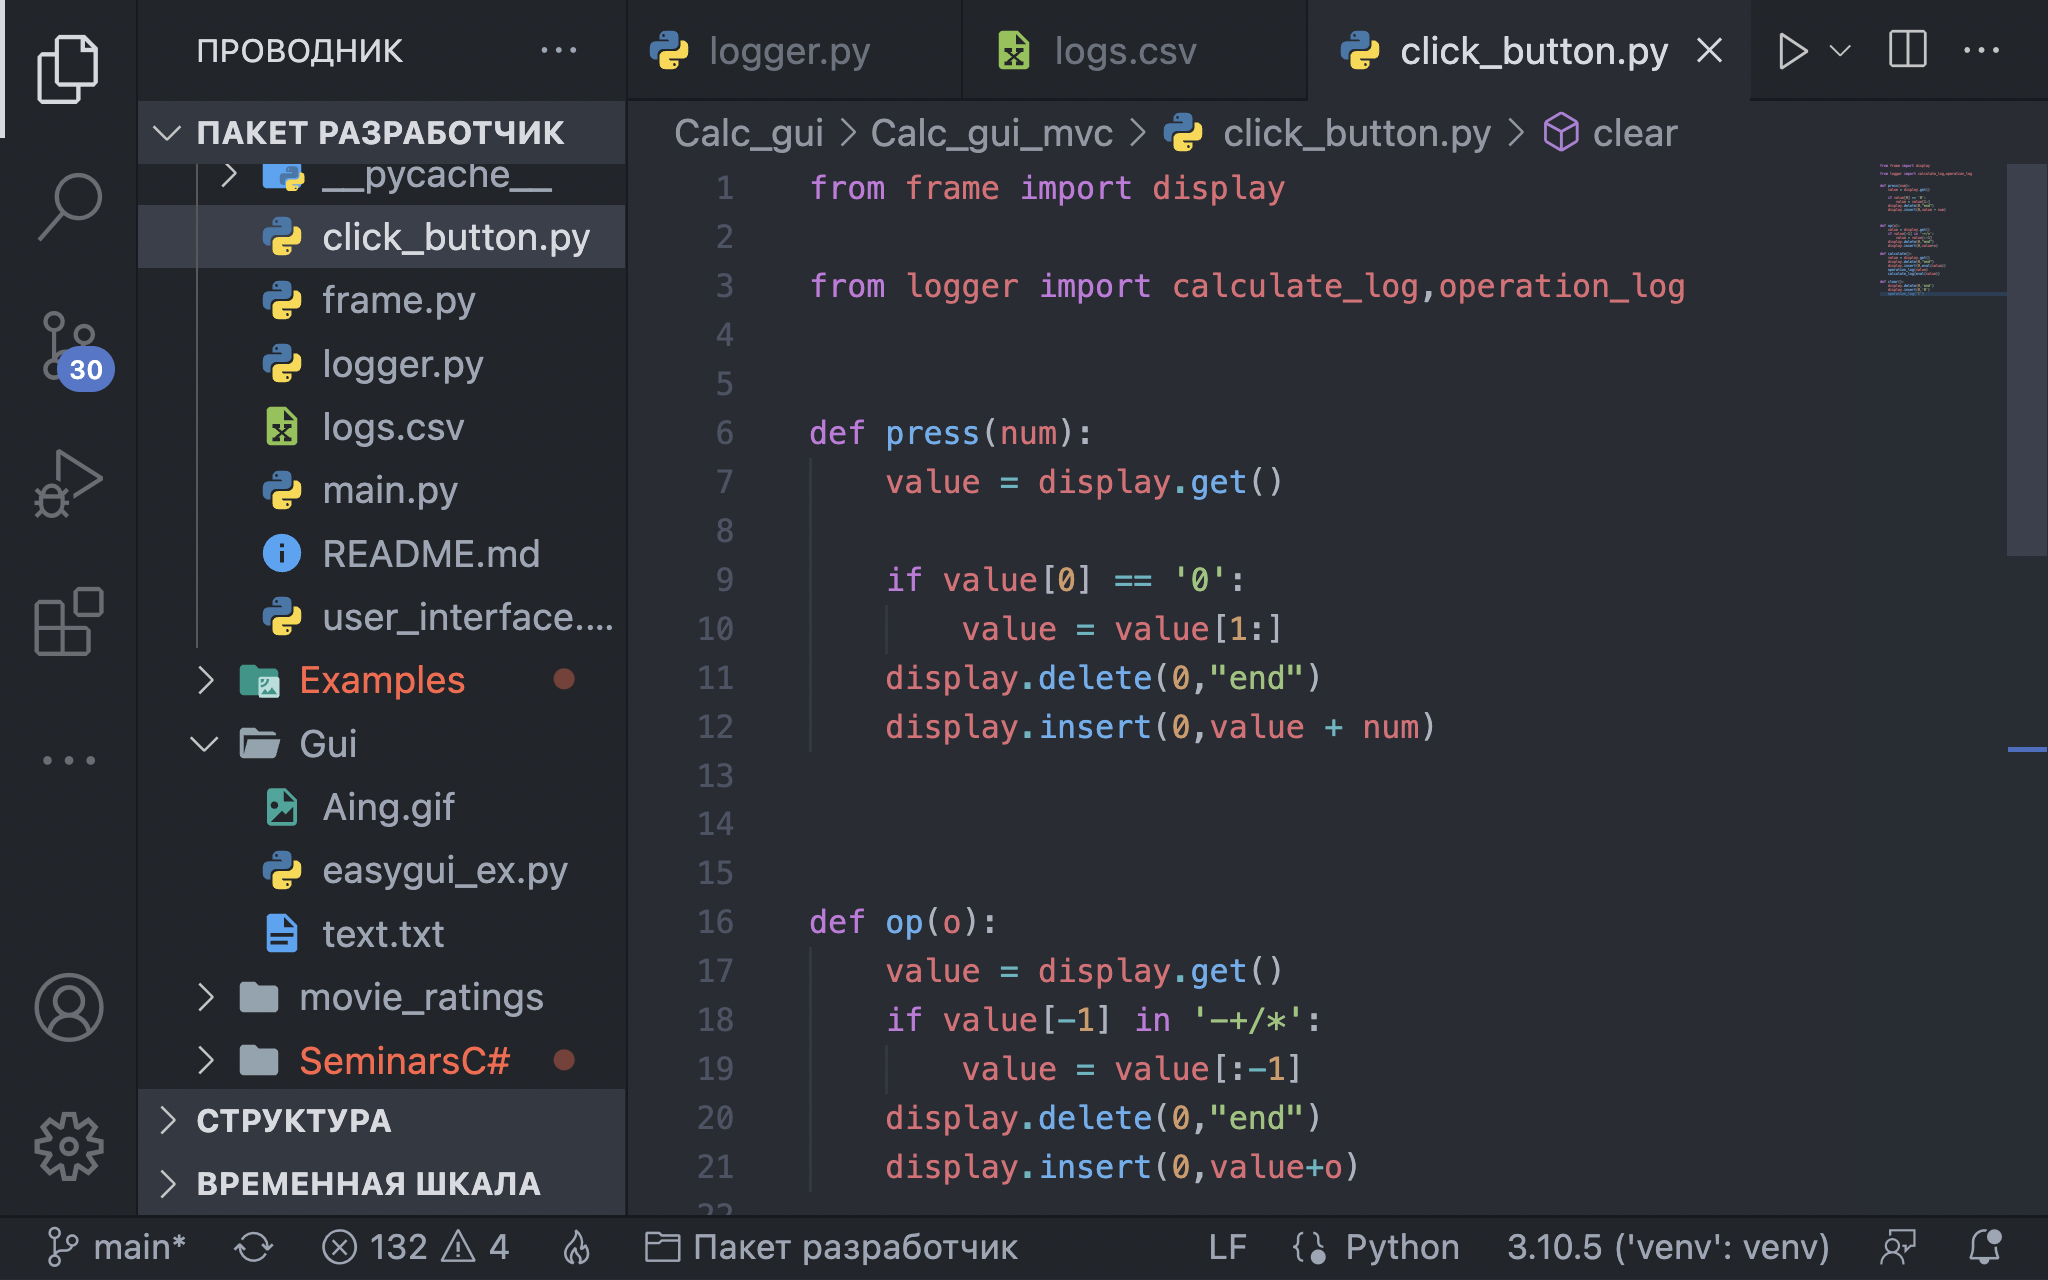 ПРОВОДНИК
ПАКЕТ РАЗРАБОТЧИК
__pycache__
click_button.py
frame.py
logger.py
logs.csv
main.py
README.md
user_interface....
Examples
Gui
Aing.gif
easygui_ex.py
text.txt
movie_ratings
SeminarsC#
СТРУКТУРА
ВРЕМЕННАЯ ШКАЛА
30
logger.py
logs.csv
click_button.py
Calc_gui > Calc_gui_mvc > click_button.py > clear
1 from frame import display
2
3 from logger import calculate_log,operation_log
4
5
6 def press(num):
7     value = display.get()
8
9     if value[0] == '0':
10         value = value[1:]
11     display.delete(0,"end")
12     display.insert(0,value + num)
13
14
15
16 def op(o):
17     value = display.get()
18     if value[-1] in '-+/*':
19         value = value[:-1]
20     display.delete(0,"end")
21     display.insert(0,value+o)
22
main* 132 4 Пакет разработчик LF Python 3.10.5 ('venv': venv)